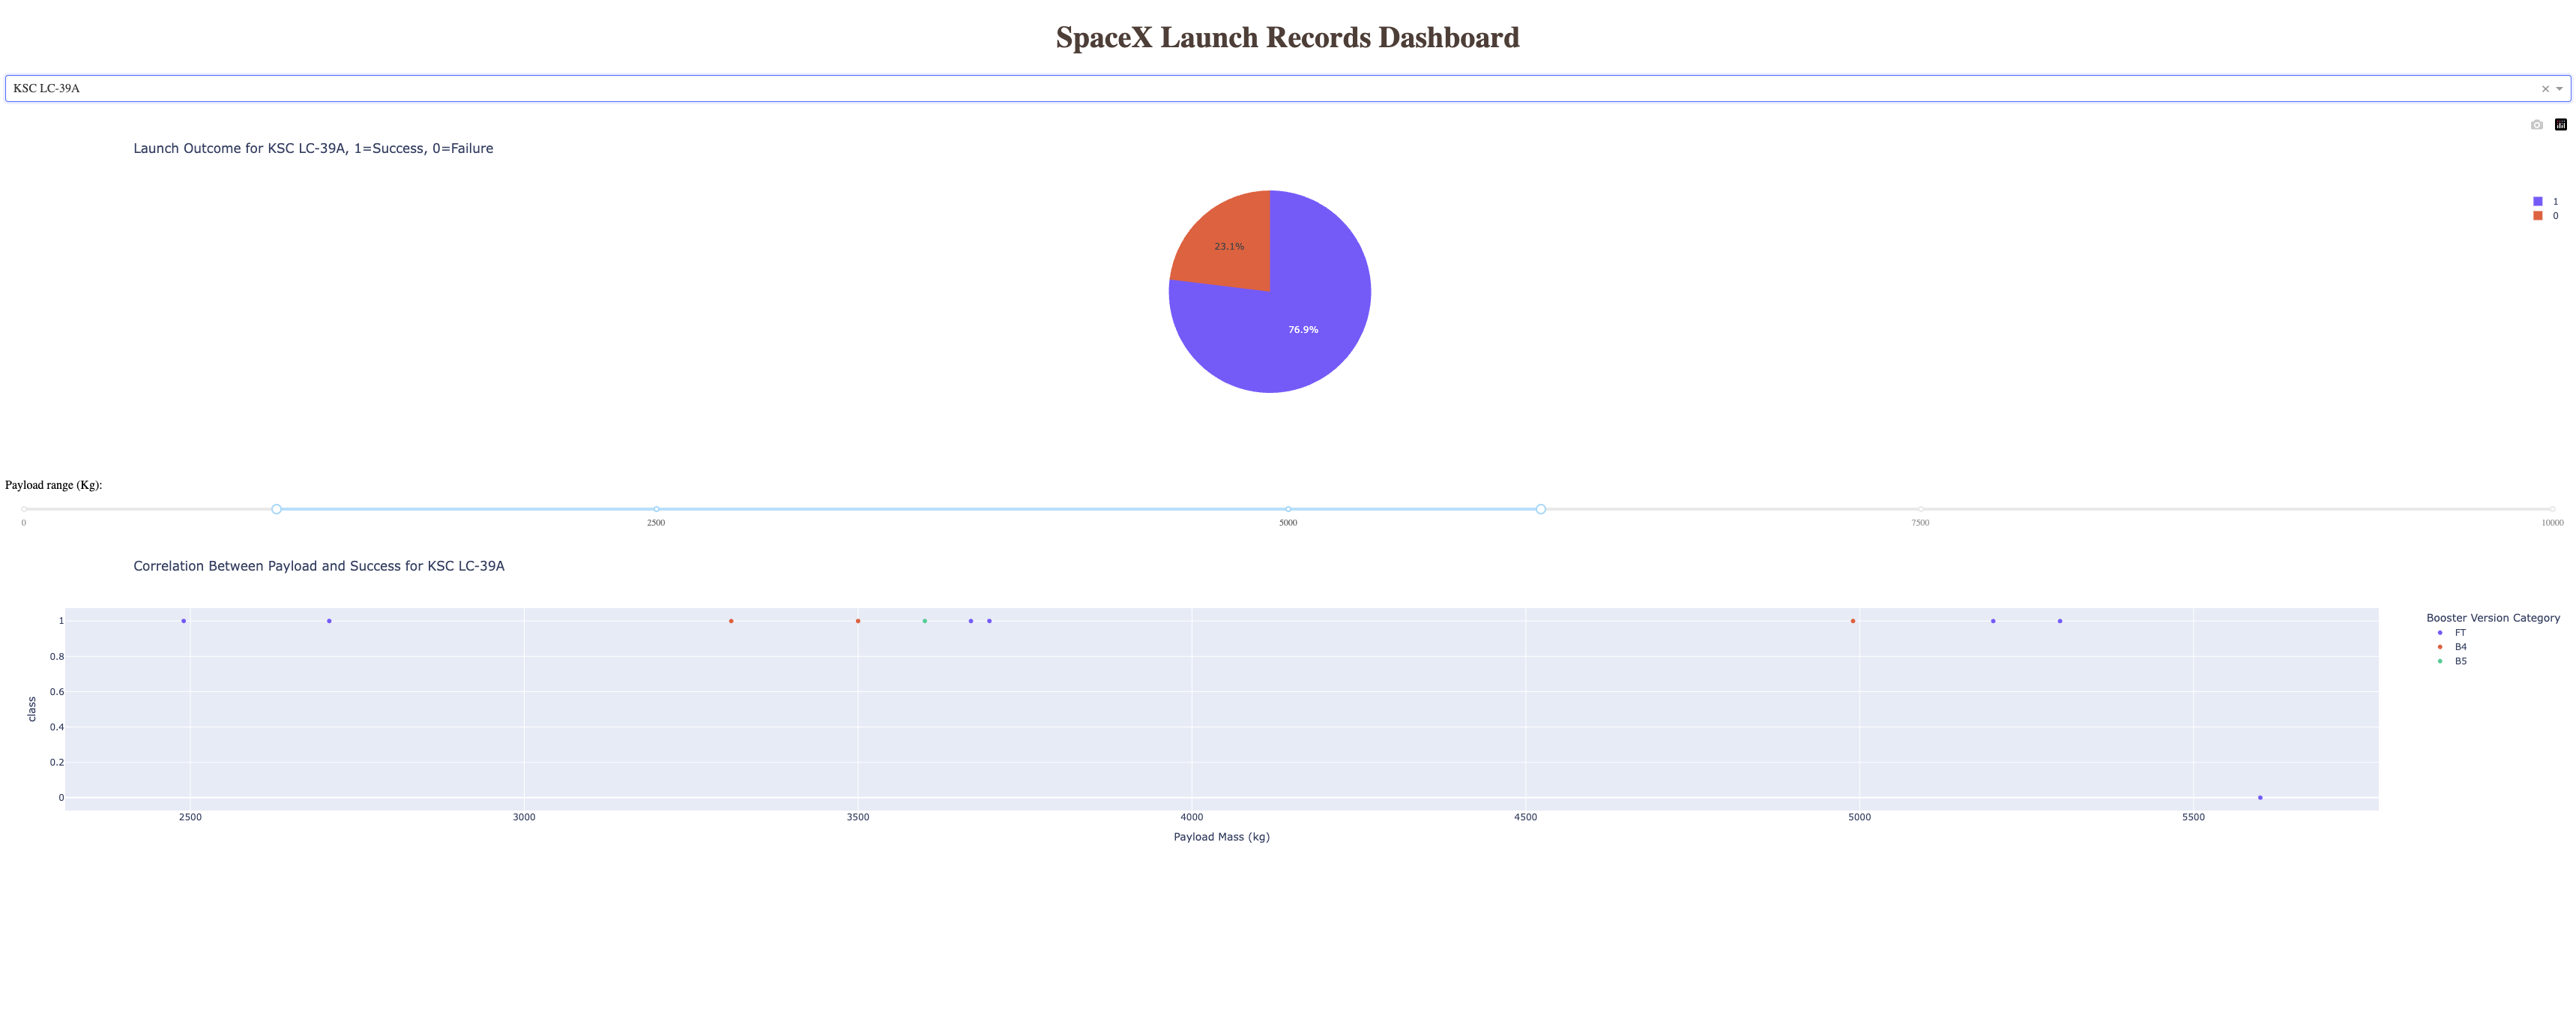 SpaceX Launch Records Dashboard
KSC LC-39A
Launch Outcome for KSC LC-39A, 1=Success, 0=Failure
1
0
23.1%
76.9%
Payload range (Kg):
0 2500 5000 7500 10000
Correlation Between Payload and Success for KSC LC-39A
Booster Version Category
FT
B4
B5
1
0.8
0.6
0.4
0.2
0
class
2500 3000 3500 4000 4500 5000 5500
Payload Mass (kg)